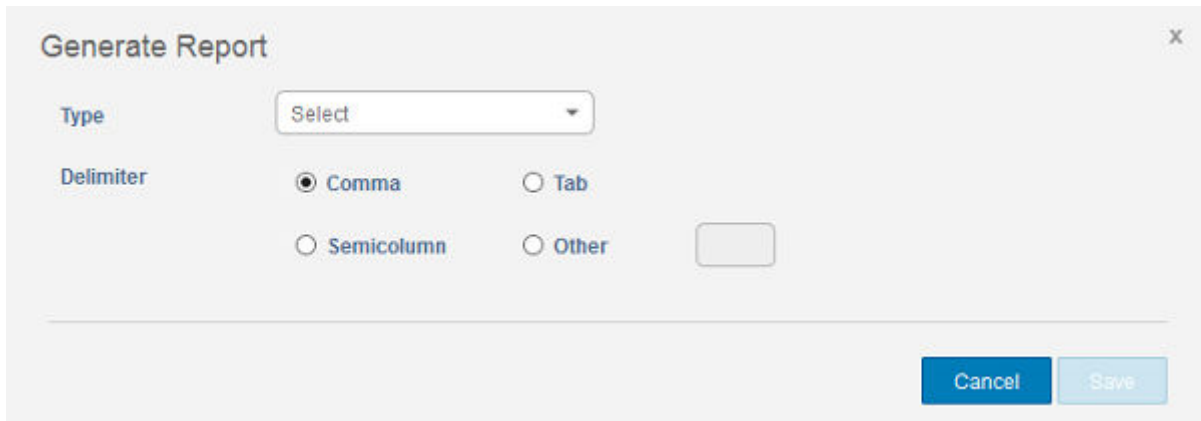 Generate Report
x
Type Select
Delimiter Comma Tab
Semicolumn Other
Cancel Save